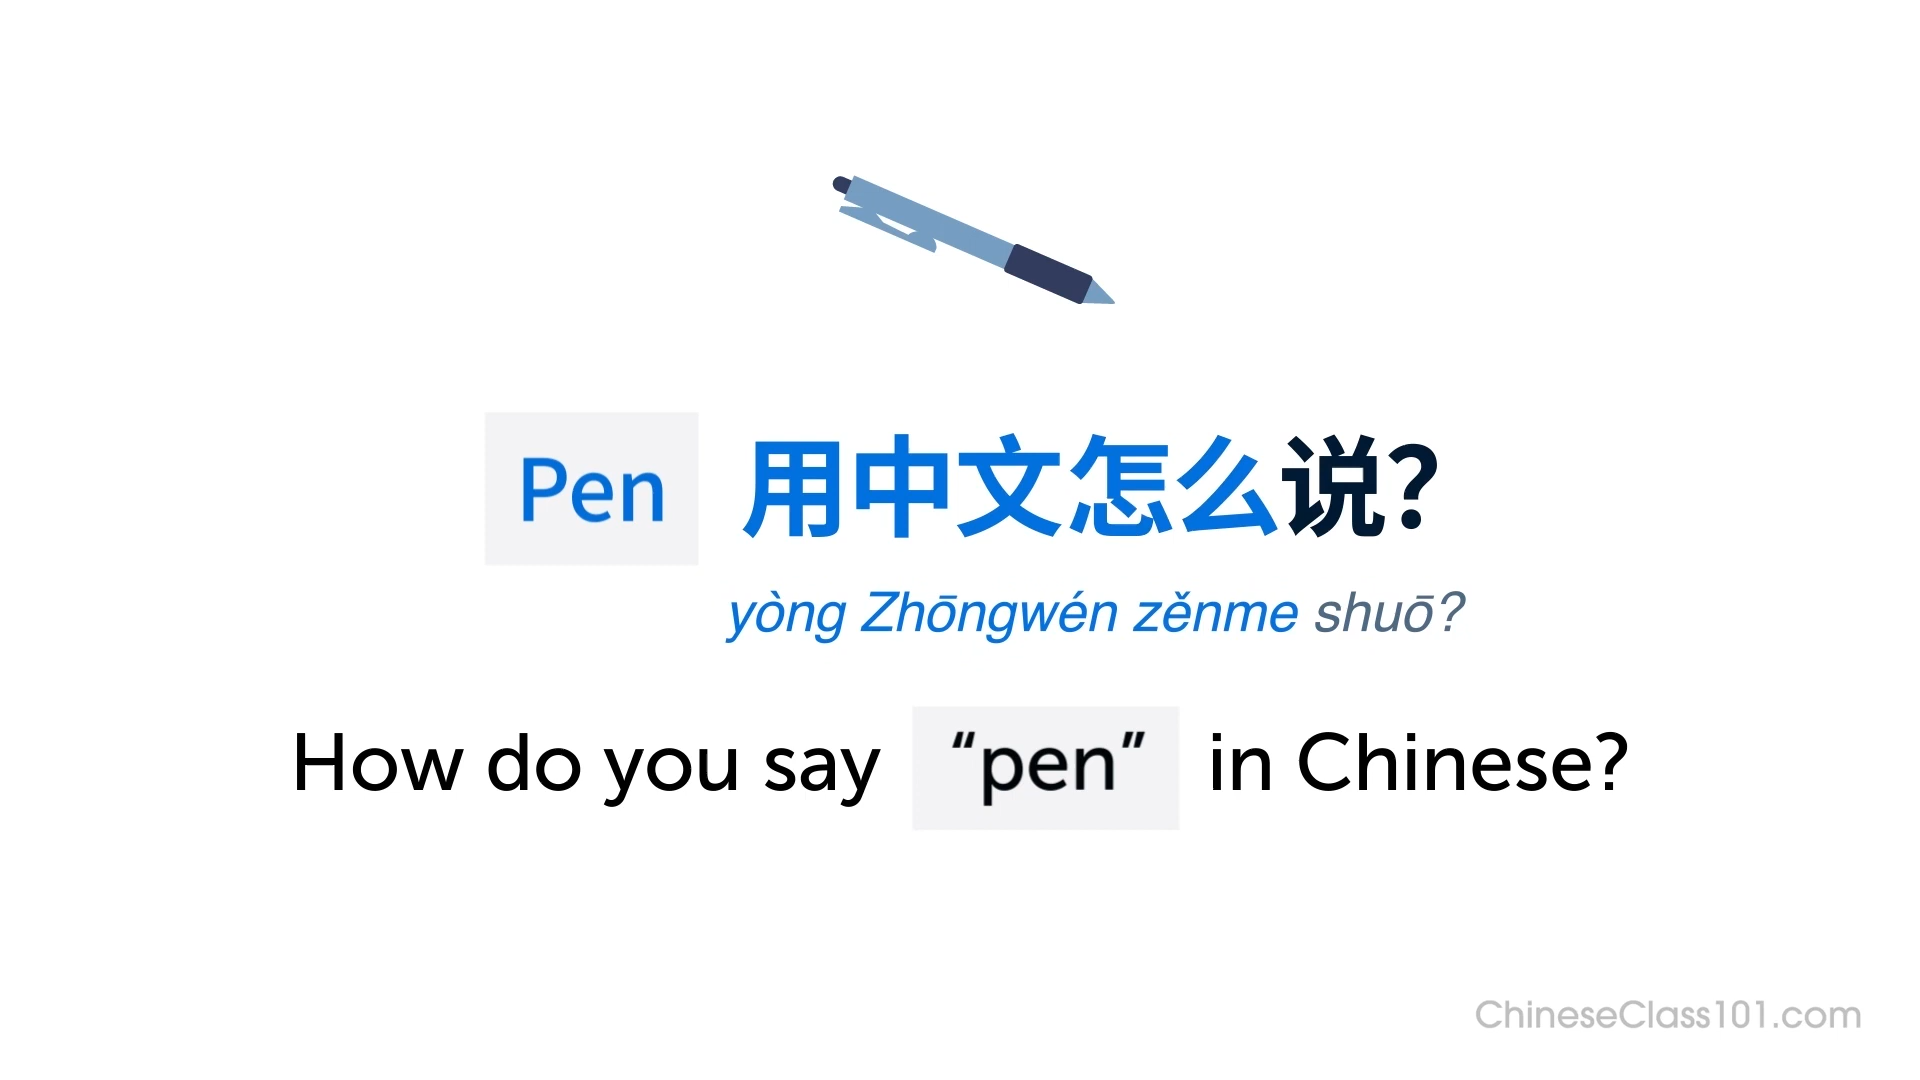 Pen 用中文怎么说?
yòng Zhōngwén zěnme shuō?
How do you say “pen” in Chinese?
ChineseClass101.com